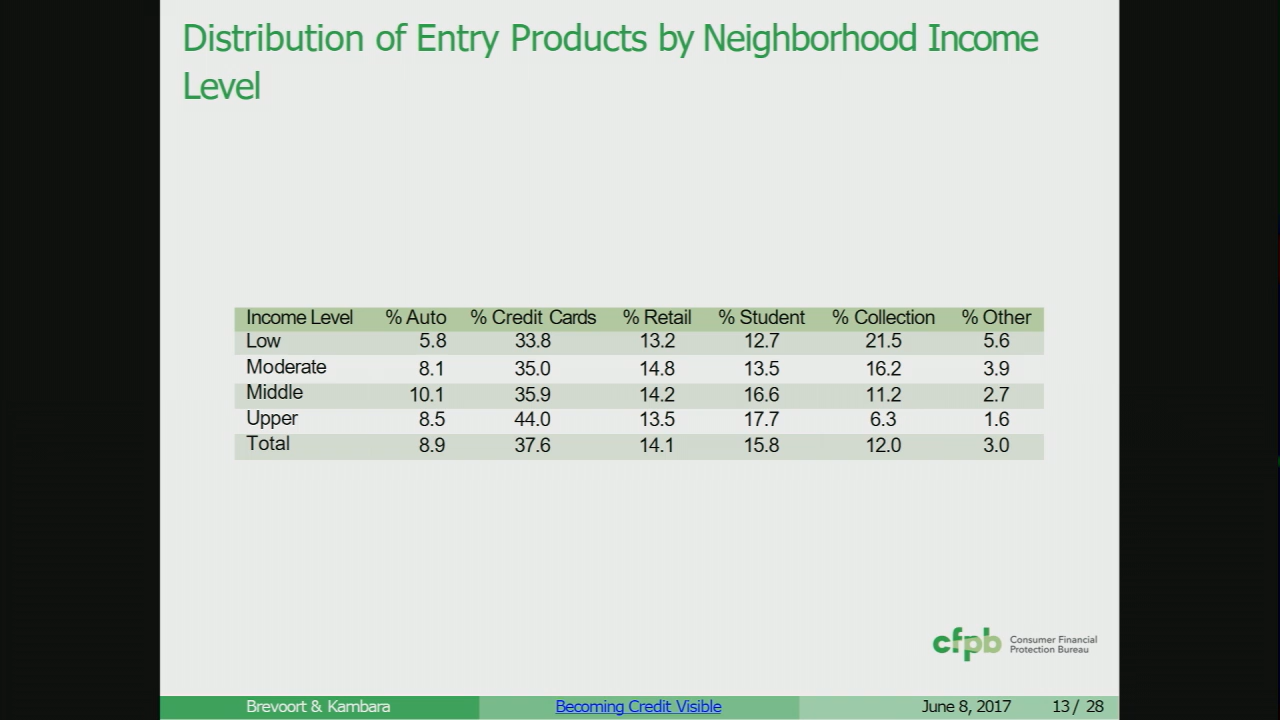 Distribution of Entry Products by Neighborhood Income
Level
Income Level % Auto % Credit Cards % Retail % Student % Collection % Other
Low 5.8 33.8 13.2 12.7 21.5 5.6
Moderate 8.1 35.0 14.8 13.5 16.2 3.9
Middle 10.1 35.9 14.2 16.6 11.2 2.7
Upper 8.5 44.0 13.5 17.7 6.3 1.6
Total 8.9 37.6 14.1 15.8 12.0 3.0
cfpb Consumer Financial
Protection Bureau
Brevoort & Kambara Becoming Credit Visible June 8, 2017 13 / 28